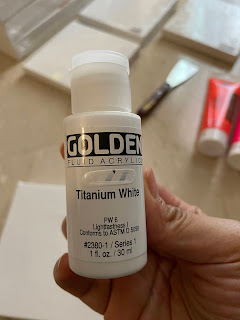 GOLDEN
FLUID ACRYLICS
Titanium White
PW 6
Lightfastness I
Conforms to ASTM D 5098
#2380-1 / Series 1
1 fl. oz. / 30 ml